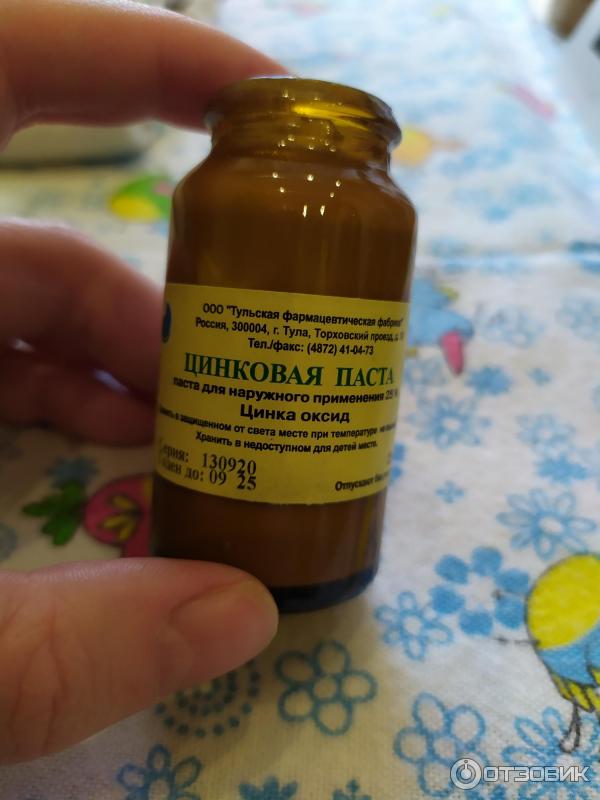 ООО "Тульская фармацевтическая фабрика"
Россия, 300004, г. Тула, Торховский проезд, д.
Тел./факс: (4872) 41-04-73
ЦИНКОВАЯ ПАСТА
паста для наружного применения 25 %
Цинка оксид
в защищенном от света месте при температуре не
Хранить в недоступном для детей месте.
Серия: 130920
до: 09 25
Отпускают
ОТЗОВИК